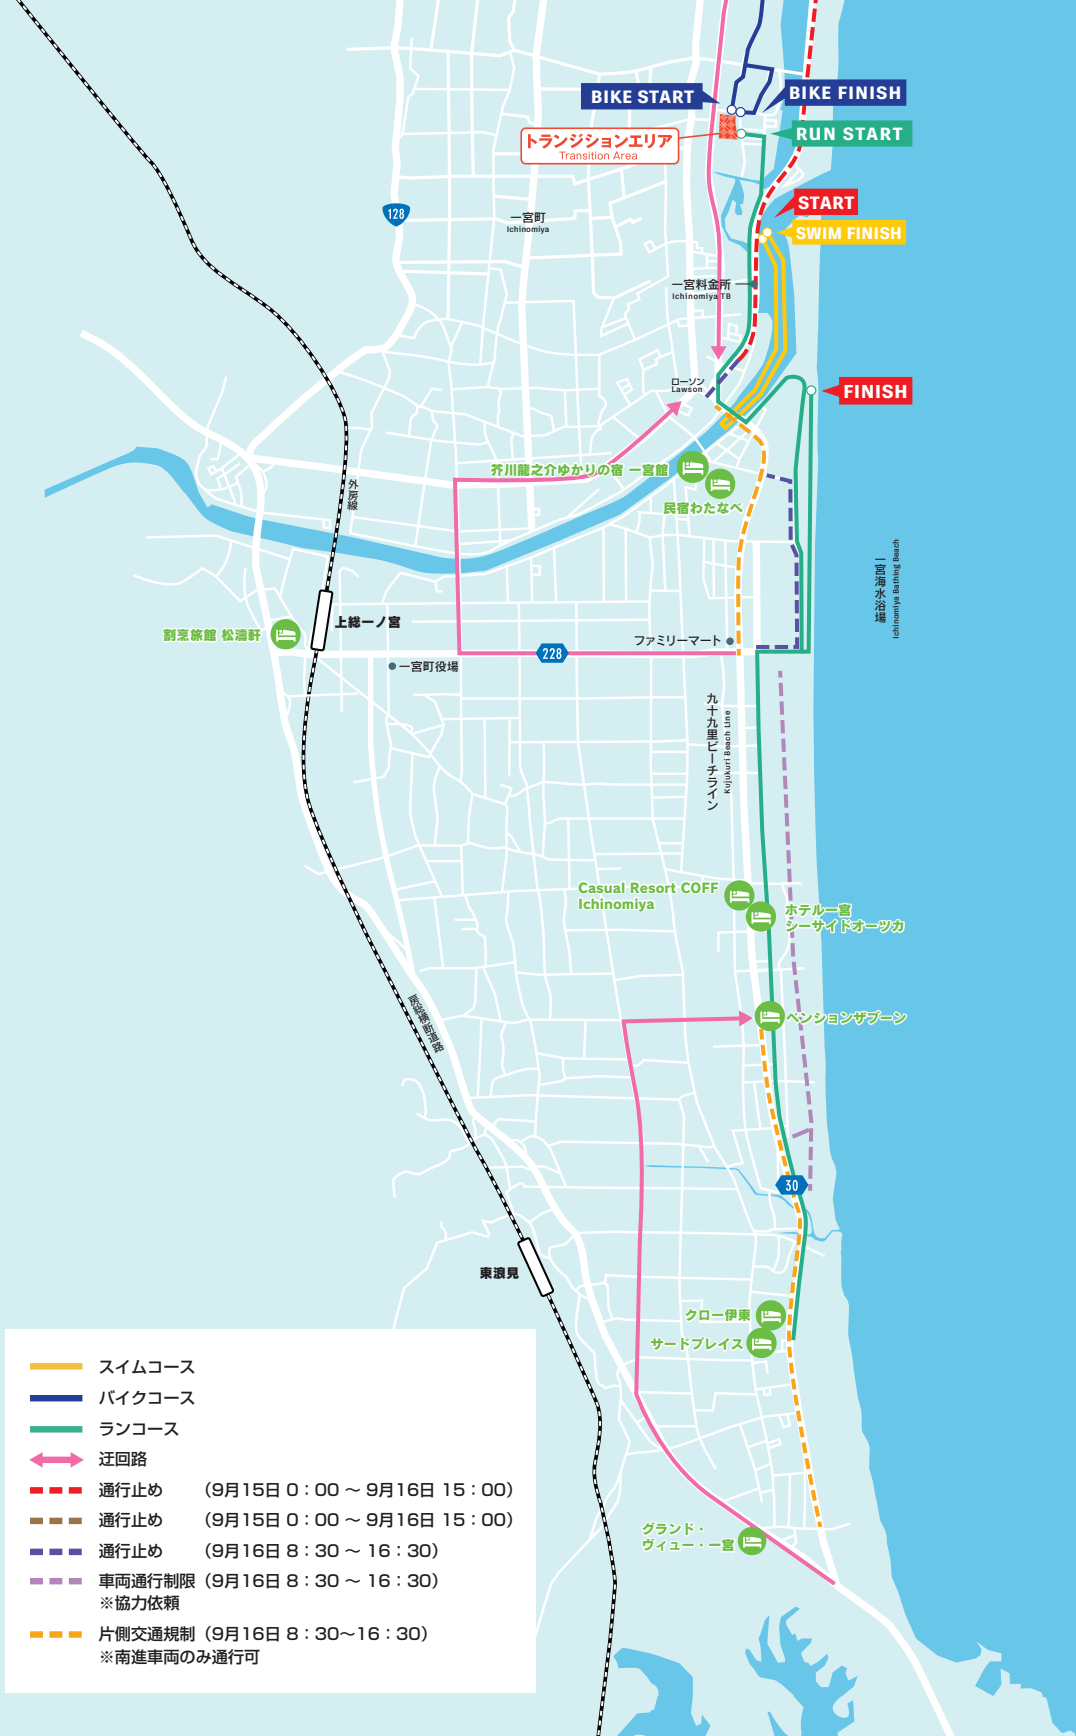 BIKE START
BIKE FINISH
トランジションエリア
Transition Area
RUN START
START
SWIM FINISH
128
一宮町
Ichinomiya
一宮料金所
Ichinomiya TB
ローソン
Lawson
FINISH
芥川龍之介ゆかりの宿 一宮館
民宿わたなべ
外房線
一宮海水浴場
Ichinomiya Bathing Beach
上総一ノ宮
割烹旅館 松濤軒
ファミリーマート
228
一宮町役場
九十九里ビーチライン
Kujukuri Beach Line
Casual Resort COFF
Ichinomiya
ホテル一宮
シーサイドオーツカ
房総横断道路
ペンションザブーン
30
東浪見
クロー伊東
サードプレイス
グランド・
ヴィュー・一宮
スイムコース
バイクコース
ランコース
迂回路
通行止め （9月15日 0：00 ～ 9月16日 15：00）
通行止め （9月15日 0：00 ～ 9月16日 15：00）
通行止め （9月16日 8：30 ～ 16：30）
車両通行制限（9月16日 8：30 ～ 16：30）
※協力依頼
片側交通規制（9月16日 8：30～16：30）
※南進車両のみ通行可